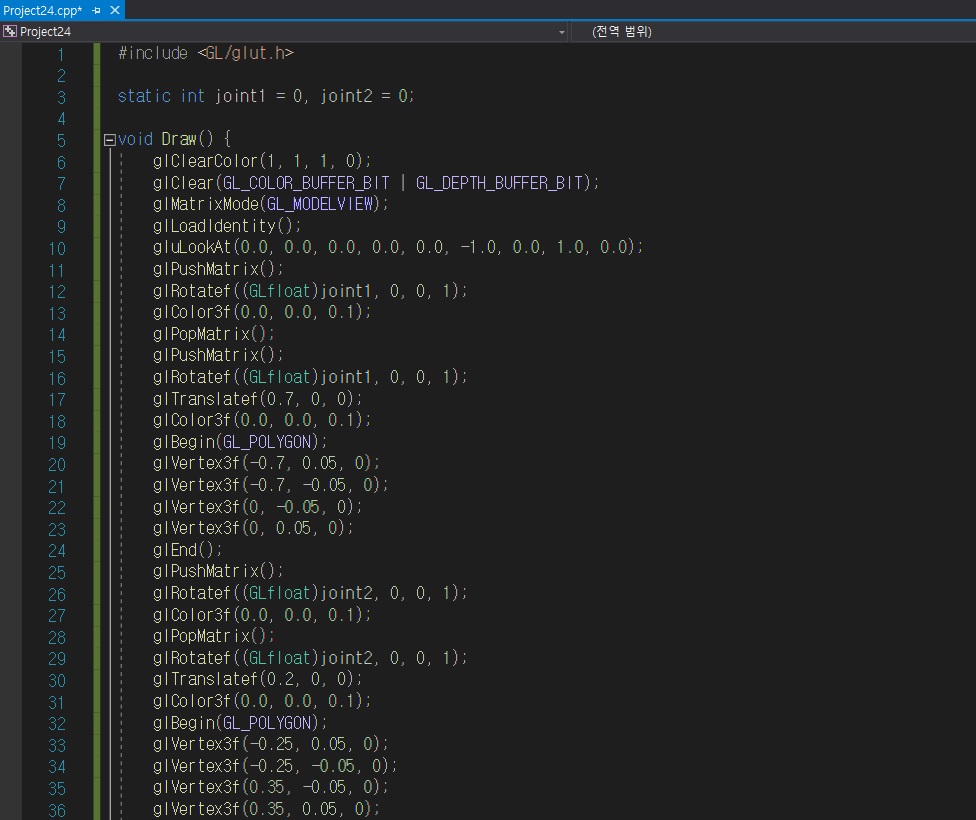 Project24.cpp*
Project24 (전역 범위)
1 #include <GL/glut.h>
2
3 static int joint1 = 0, joint2 = 0;
4
5 void Draw() {
6 glClearColor(1, 1, 1, 0);
7 glClear(GL_COLOR_BUFFER_BIT | GL_DEPTH_BUFFER_BIT);
8 glMatrixMode(GL_MODELVIEW);
9 glLoadIdentity();
10 gluLookAt(0.0, 0.0, 0.0, 0.0, 0.0, -1.0, 0.0, 1.0, 0.0);
11 glPushMatrix();
12 glRotatef((GLfloat)joint1, 0, 0, 1);
13 glColor3f(0.0, 0.0, 0.1);
14 glPopMatrix();
15 glPushMatrix();
16 glRotatef((GLfloat)joint1, 0, 0, 1);
17 glTranslatef(0.7, 0, 0);
18 glColor3f(0.0, 0.0, 0.1);
19 glBegin(GL_POLYGON);
20 glVertex3f(-0.7, 0.05, 0);
21 glVertex3f(-0.7, -0.05, 0);
22 glVertex3f(0, -0.05, 0);
23 glVertex3f(0, 0.05, 0);
24 glEnd();
25 glPushMatrix();
26 glRotatef((GLfloat)joint2, 0, 0, 1);
27 glColor3f(0.0, 0.0, 0.1);
28 glPopMatrix();
29 glRotatef((GLfloat)joint2, 0, 0, 1);
30 glTranslatef(0.2, 0, 0);
31 glColor3f(0.0, 0.0, 0.1);
32 glBegin(GL_POLYGON);
33 glVertex3f(-0.25, 0.05, 0);
34 glVertex3f(-0.25, -0.05, 0);
35 glVertex3f(0.35, -0.05, 0);
36 glVertex3f(0.35, 0.05, 0);